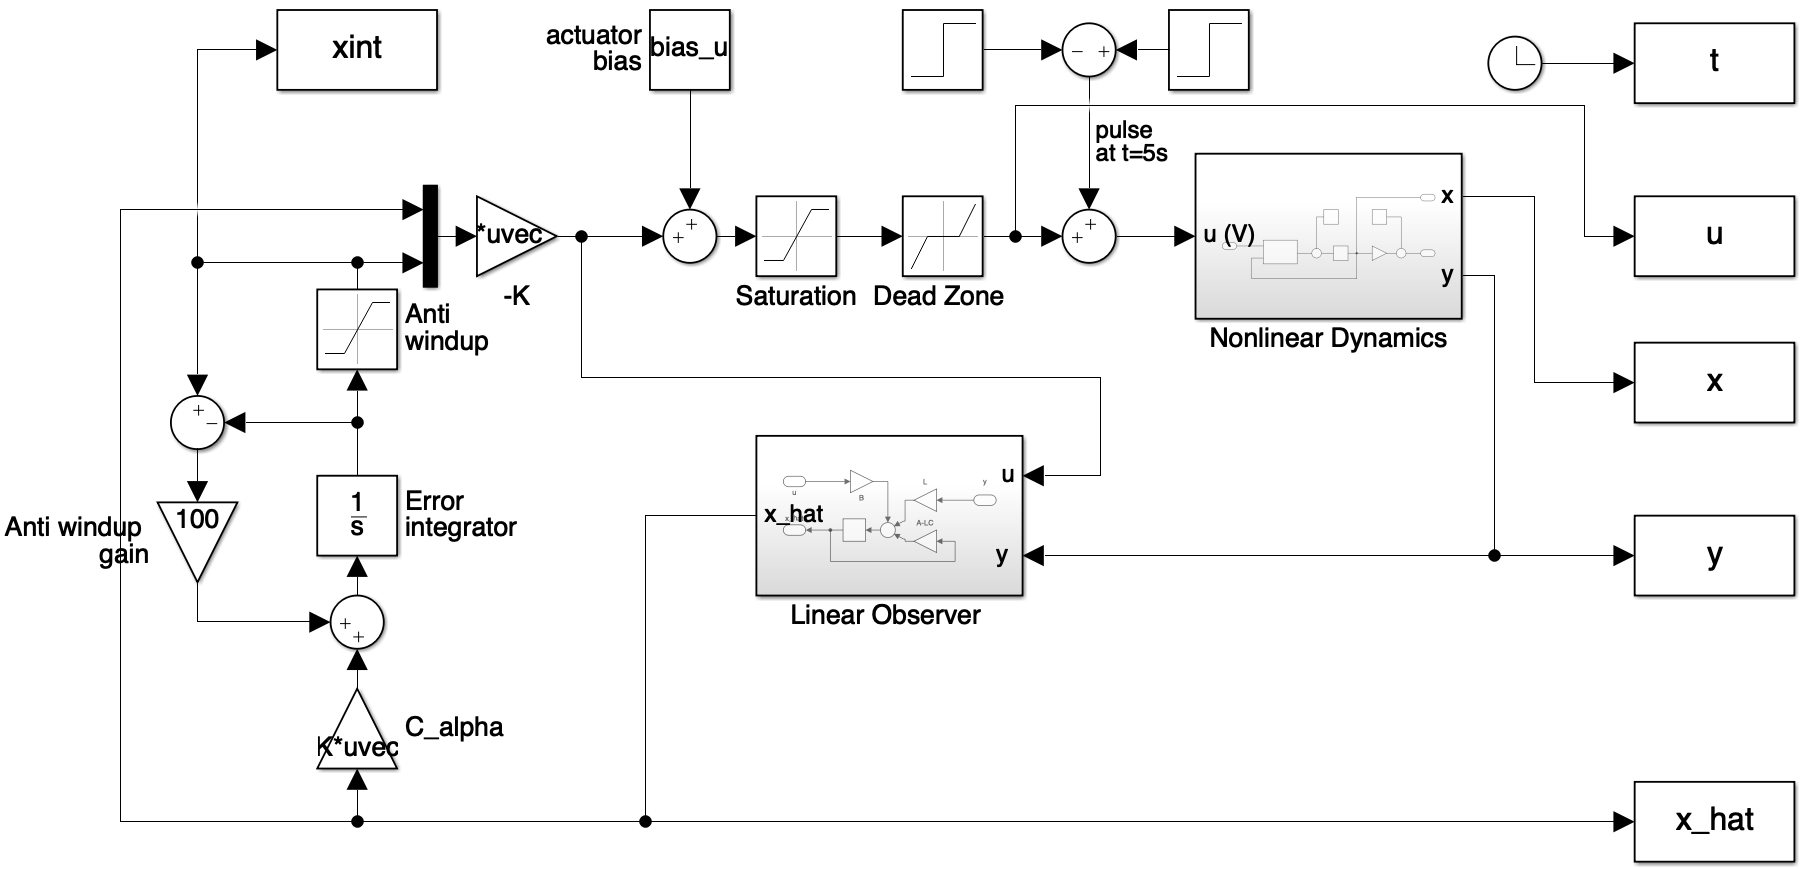 xint
actuator
bias
bias_u
t
pulse
at t=5s
x
u (V)
y
u
*uvec
-K
Saturation
Dead Zone
Nonlinear Dynamics
Anti
windup
x
Anti windup
gain
100
1
s
Error
integrator
u
x_hat
y
u
B
L
y
A-LC
Linear Observer
y
C_alpha
K*uvec
x_hat